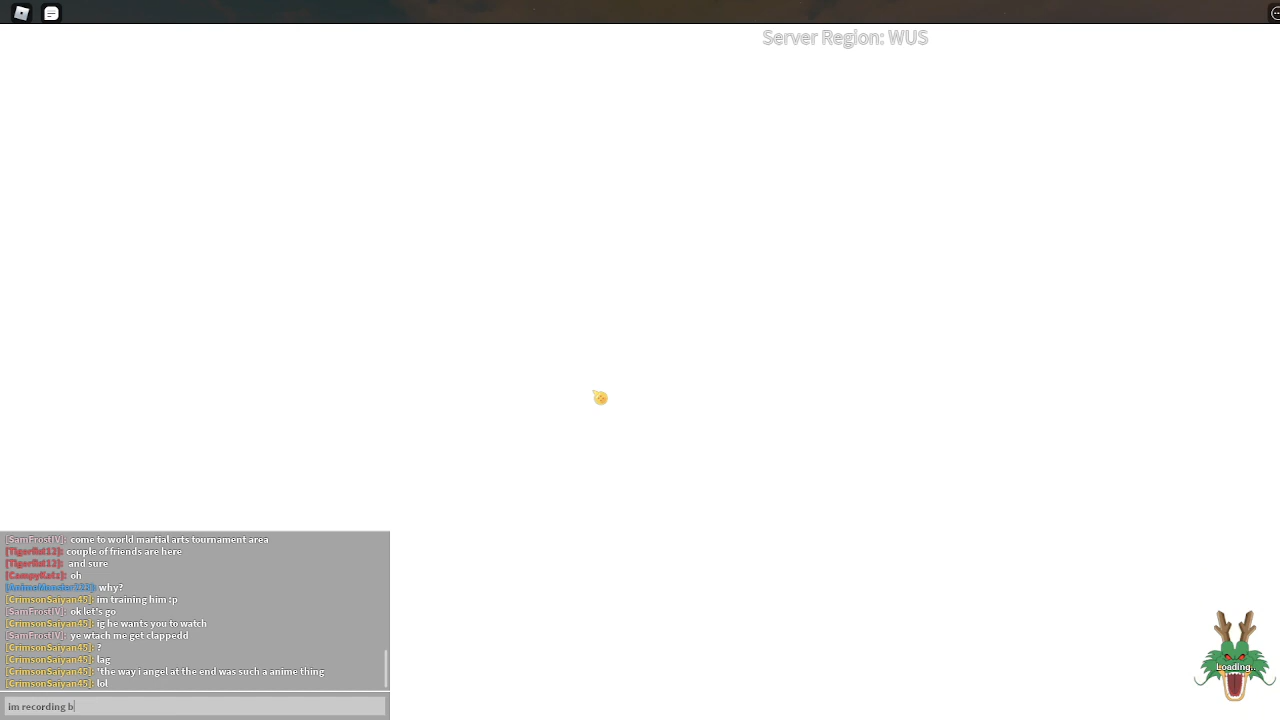 Server Region: WUS
[SamFrostIV]: come to world martial arts tournament area
[TigerRul12]: couple of friends are here
[TigerRul12]: and sure
[CampyKat1]: oh
why?
[CrimsonSaiyan45]: im training him :p
[SamFrostIV]: ok let's go
[CrimsonSaiyan45]: ig he wants you to watch
[SamFrostIV]: ye wtach me get clappedd
[CrimsonSaiyan45]: ?
[CrimsonSaiyan45]: lag
[CrimsonSaiyan45]: 'the way i angel at the end was such a anime thing
[CrimsonSaiyan45]: lol
im recording b
Loading..